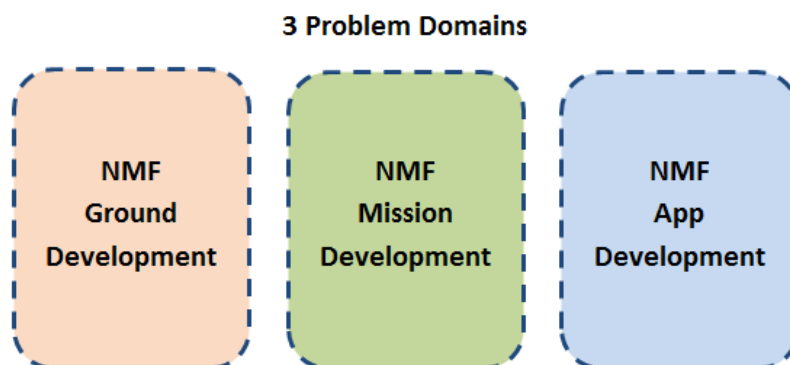 3 Problem Domains
NMF
Ground
Development
NMF
Mission
Development
NMF
App
Development